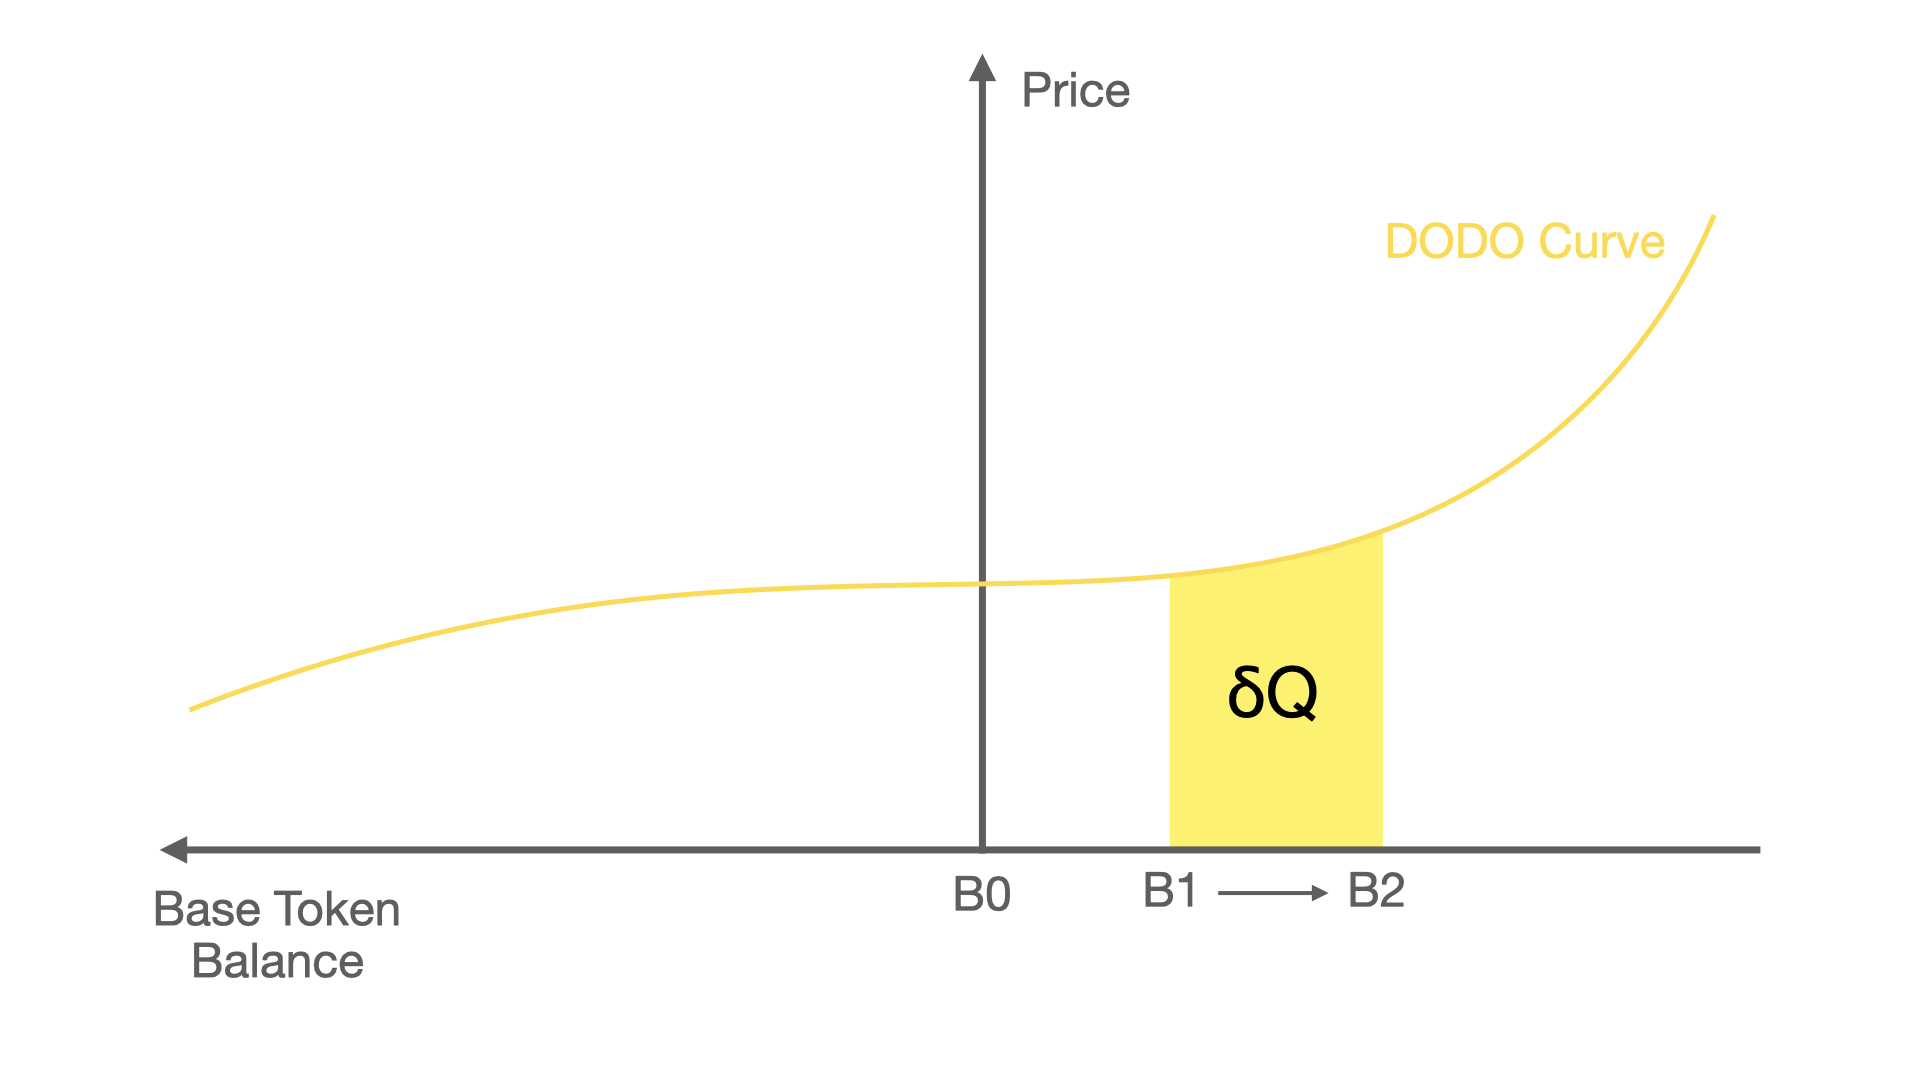 Price
DODO Curve
δQ
B0
B1
B2
Base Token
Balance